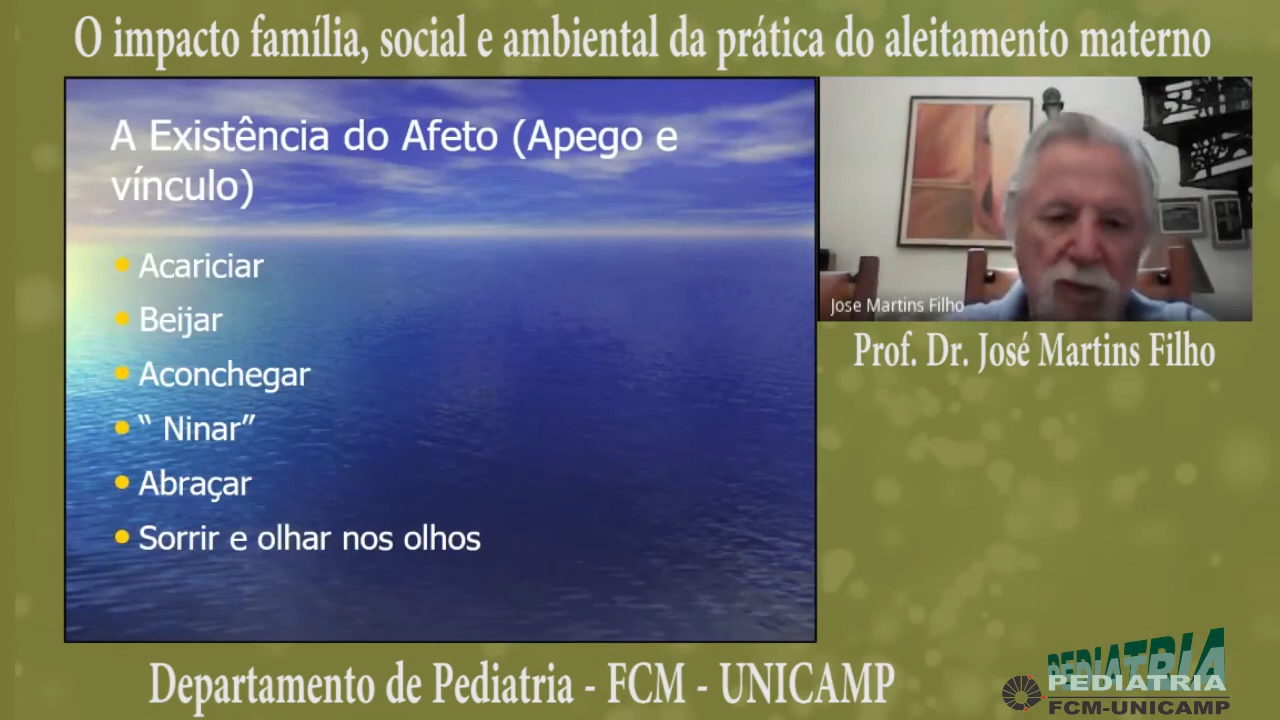 O impacto família, social e ambiental da prática do aleitamento materno
A Existência do Afeto (Apego e
vínculo)
Acariciar
Beijar
Aconchegar
“ Ninar”
Abraçar
Sorrir e olhar nos olhos
Jose Martins Filho
Prof. Dr. José Martins Filho
Departamento de Pediatria - FCM - UNICAMP
PEDIATRIA
PEDIATRIA
FCM-UNICAMP